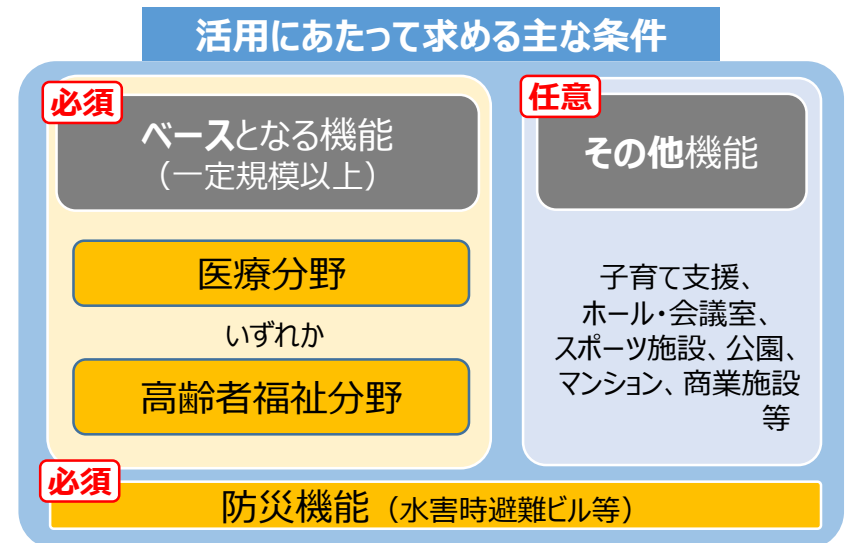 活用にあたって求める主な条件
必須
ベースとなる機能
（一定規模以上）
医療分野
いずれか
高齢者福祉分野
任意
その他機能
子育て支援、
ホール・会議室、
スポーツ施設、公園、
マンション、商業施設
等
必須
防災機能（水害時避難ビル等）